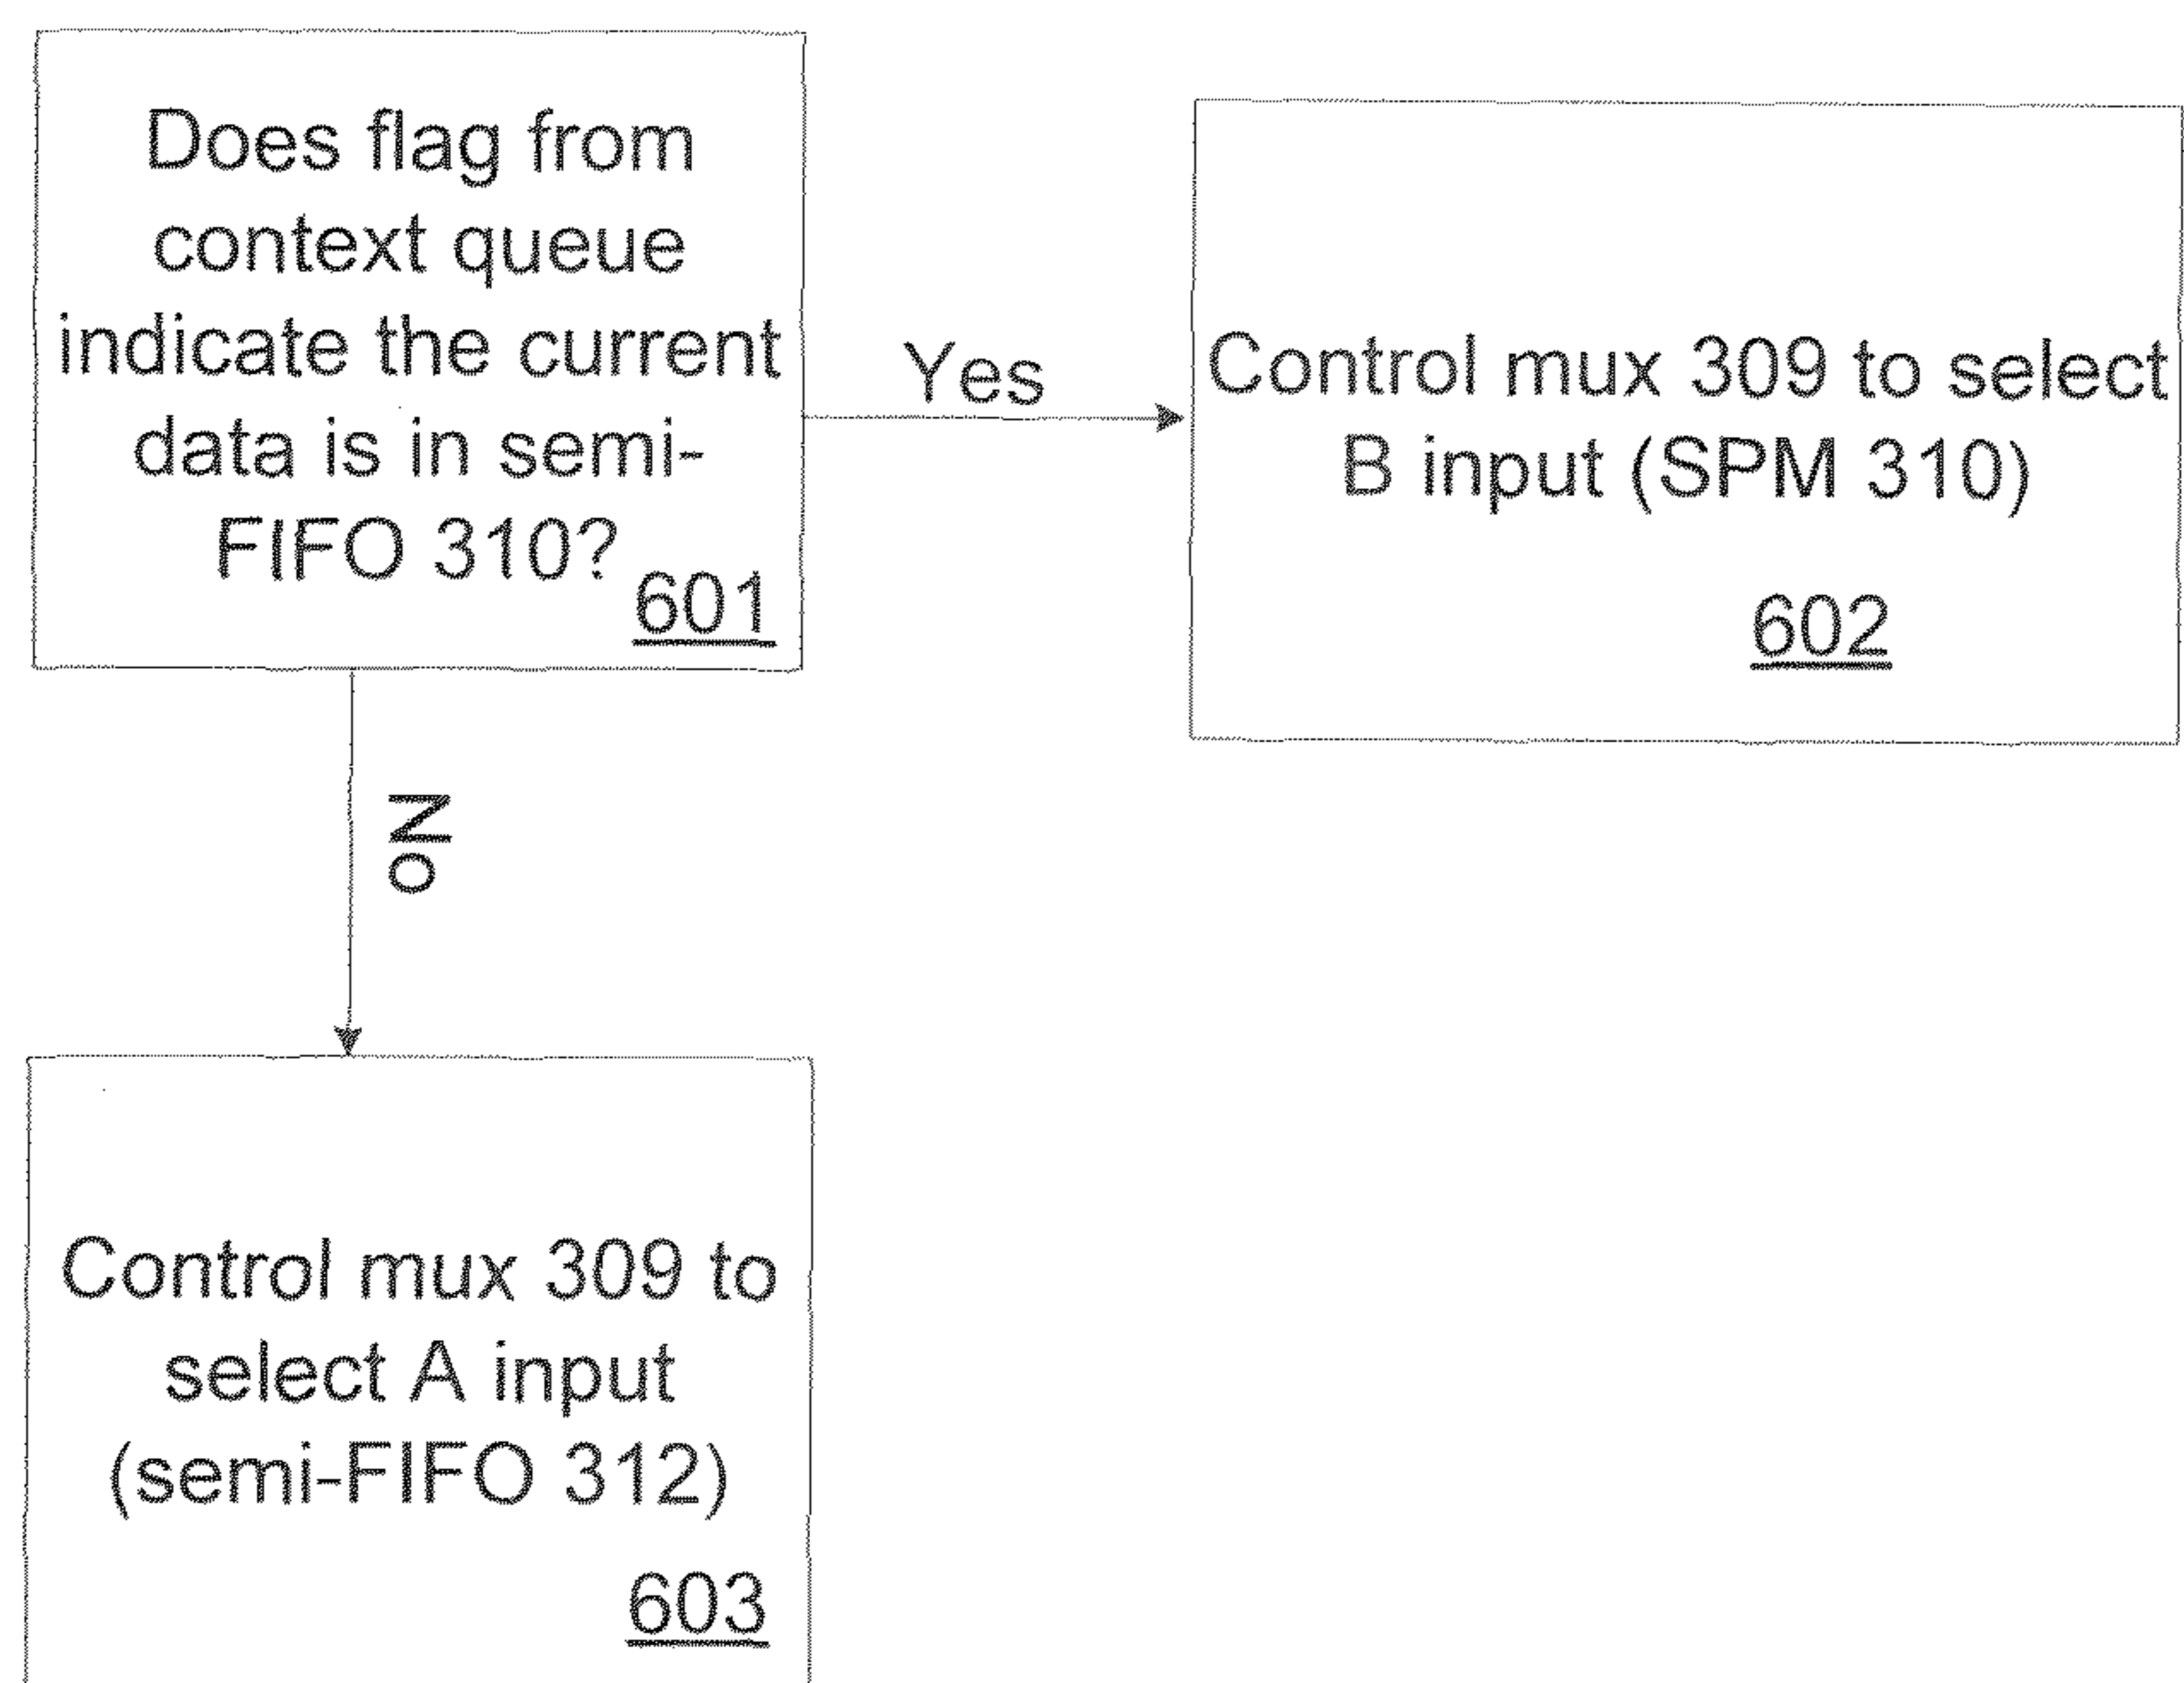 Does flag from
context queue
indicate the current
data is in semi-
FIFO 310?
601
Yes
Control mux 309 to select
B input (SPM 310)
602
No
Control mux 309 to
select A input
(semi-FIFO 312)
603